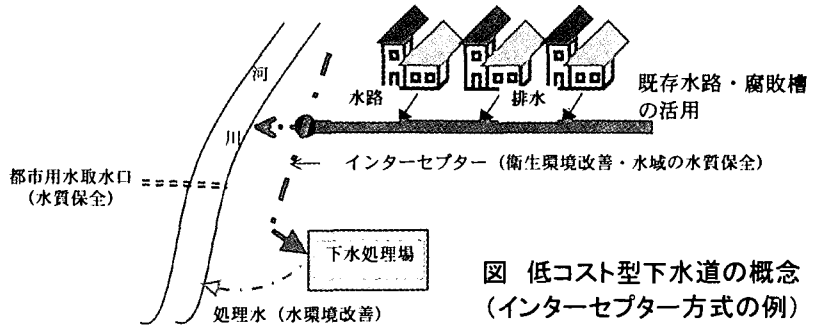 河
川
水路
排水
既存水路・腐敗槽
の活用
インターセプター（衛生環境改善・水域の水質保全）
都市用水取水口
（水質保全）
下水処理場
処理水（水環境改善）
図 低コスト型下水道の概念
（インターセプター方式の例）